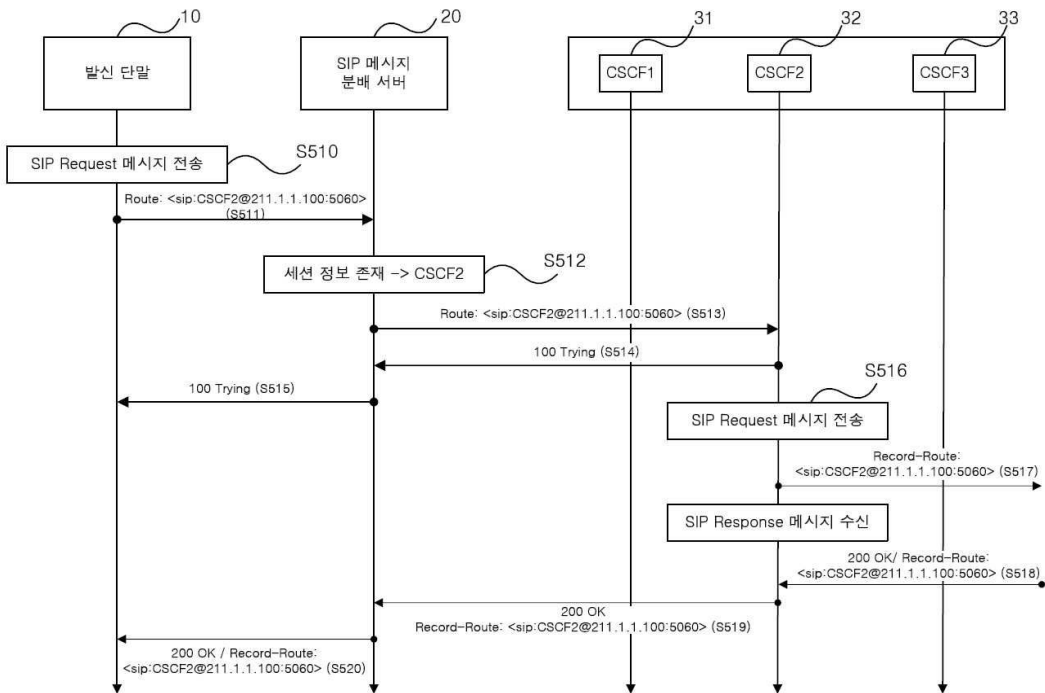 10
20
31
32
33
발신 단말
SIP 메시지
분배 서버
CSCF1
CSCF2
CSCF3
SIP Request 메시지 전송
S510
Route: <sip:CSCF2@211.1.1.100:5060>
(S511)
세션 정보 존재 -> CSCF2
S512
Route: <sip:CSCF2@211.1.1.100:5060> (S513)
100 Trying (S514)
100 Trying (S515)
S516
SIP Request 메시지 전송
Record-Route:
<sip:CSCF2@211.1.1.100:5060> (S517)
SIP Response 메시지 수신
200 OK/ Record-Route:
<sip:CSCF2@211.1.1.100:5060> (S518)
200 OK
Record-Route: <sip:CSCF2@211.1.1.100:5060> (S519)
200 OK / Record-Route:
<sip:CSCF2@211.1.1.100:5060> (S520)